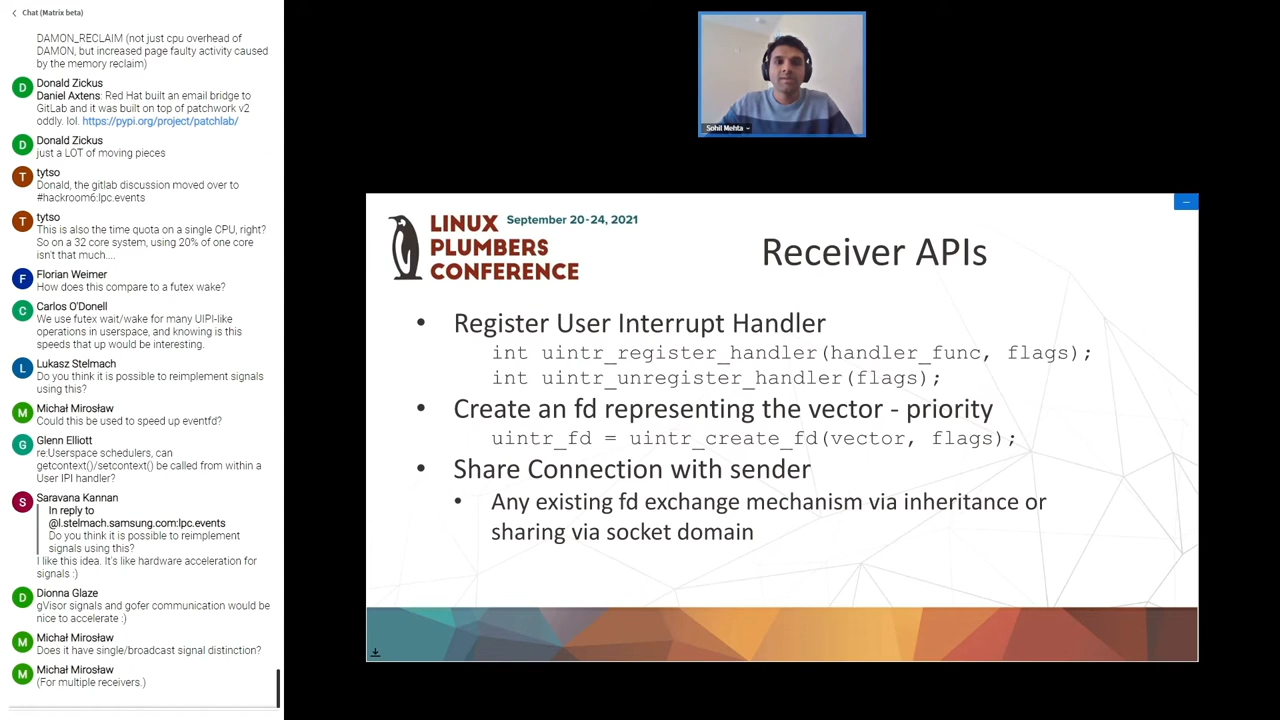 Chat (Matrix beta)
DAMON_RECLAIM (not just cpu overhead of
DAMON, but increased page faulty activity caused
by the memory reclaim)
D
Donald Zickus
Daniel Axtens: Red Hat built an email bridge to
GitLab and it was built on top of patchwork v2
oddly. lol. https://pypi.org/project/patchlab/
D
Donald Zickus
just a LOT of moving pieces
T
tytso
Donald, the gitlab discussion moved over to
#hackroom6:lpc.events
T
tytso
This is also the time quota on a single CPU, right?
So on a 32 core system, using 20% of one core
isn't that much....
F
Florian Weimer
How does this compare to a futex wake?
C
Carlos O'Donell
We use futex wait/wake for many UIPI-like
operations in userspace, and knowing is this
speeds that up would be interesting.
L
Lukasz Stelmach
Do you think it is possible to reimplement signals
using this?
M
Michał Mirosław
Could this be used to speed up eventfd?
G
Glenn Elliott
re:Userspace schedulers, can
getcontext()/setcontext() be called from within a
User IPI handler?
S
Saravana Kannan
In reply to
@l.stelmach.samsung.com:lpc.events
Do you think it is possible to reimplement
signals using this?
I like this idea. It's like hardware acceleration for
signals :)
D
Dionna Glaze
gVisor signals and gofer communication would be
nice to accelerate :)
M
Michał Mirosław
Does it have single/broadcast signal distinction?
M
Michał Mirosław
(For multiple receivers.)
Sohil Mehta
LINUX
PLUMBERS
CONFERENCE
September 20-24, 2021
Receiver APIs
• Register User Interrupt Handler
int uintr_register_handler(handler_func, flags);
int uintr_unregister_handler(flags);
• Create an fd representing the vector - priority
uintr_fd = uintr_create_fd(vector, flags);
• Share Connection with sender
• Any existing fd exchange mechanism via inheritance or
sharing via socket domain